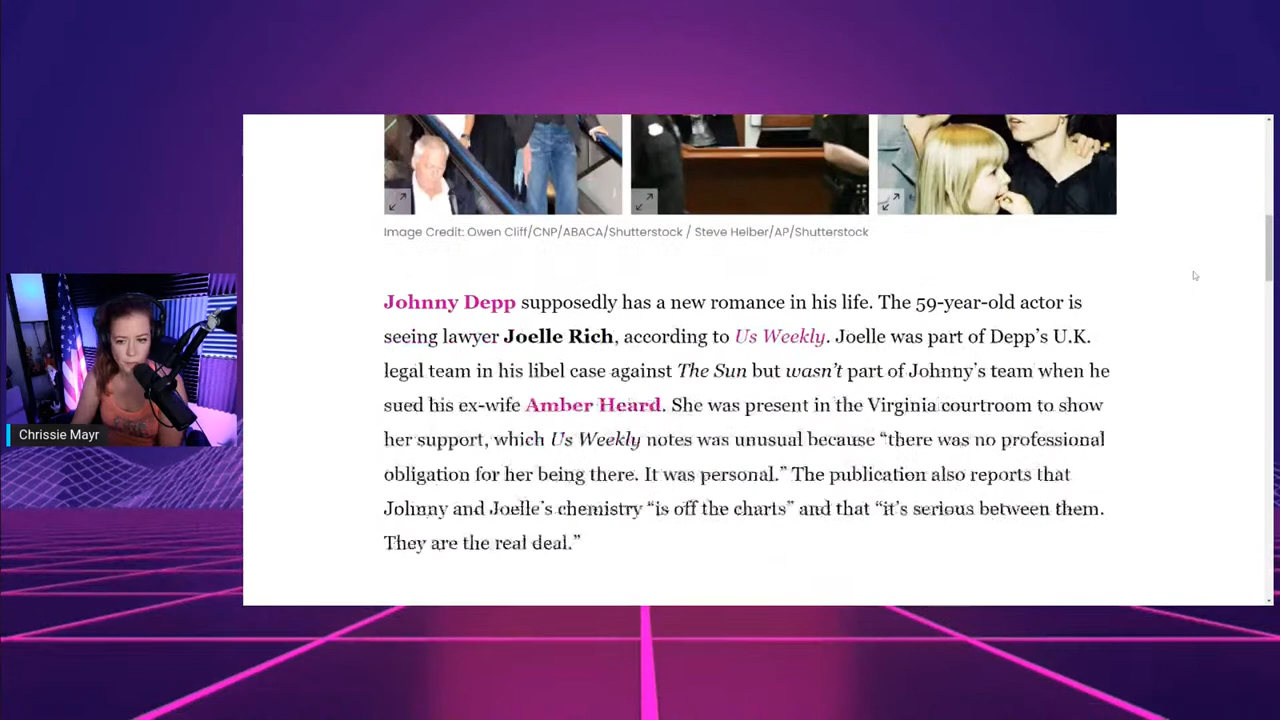 Image Credit: Owen Cliff/CNP/ABACA/Shutterstock / Steve Helber/AP/Shutterstock
Johnny Depp supposedly has a new romance in his life. The 59-year-old actor is
seeing lawyer Joelle Rich, according to Us Weekly. Joelle was part of Depp’s U.K.
legal team in his libel case against The Sun but wasn’t part of Johnny’s team when he
sued his ex-wife Amber Heard. She was present in the Virginia courtroom to show
her support, which Us Weekly notes was unusual because “there was no professional
obligation for her being there. It was personal.” The publication also reports that
Johnny and Joelle’s chemistry “is off the charts” and that “it’s serious between them.
They are the real deal.”
Chrissie Mayr